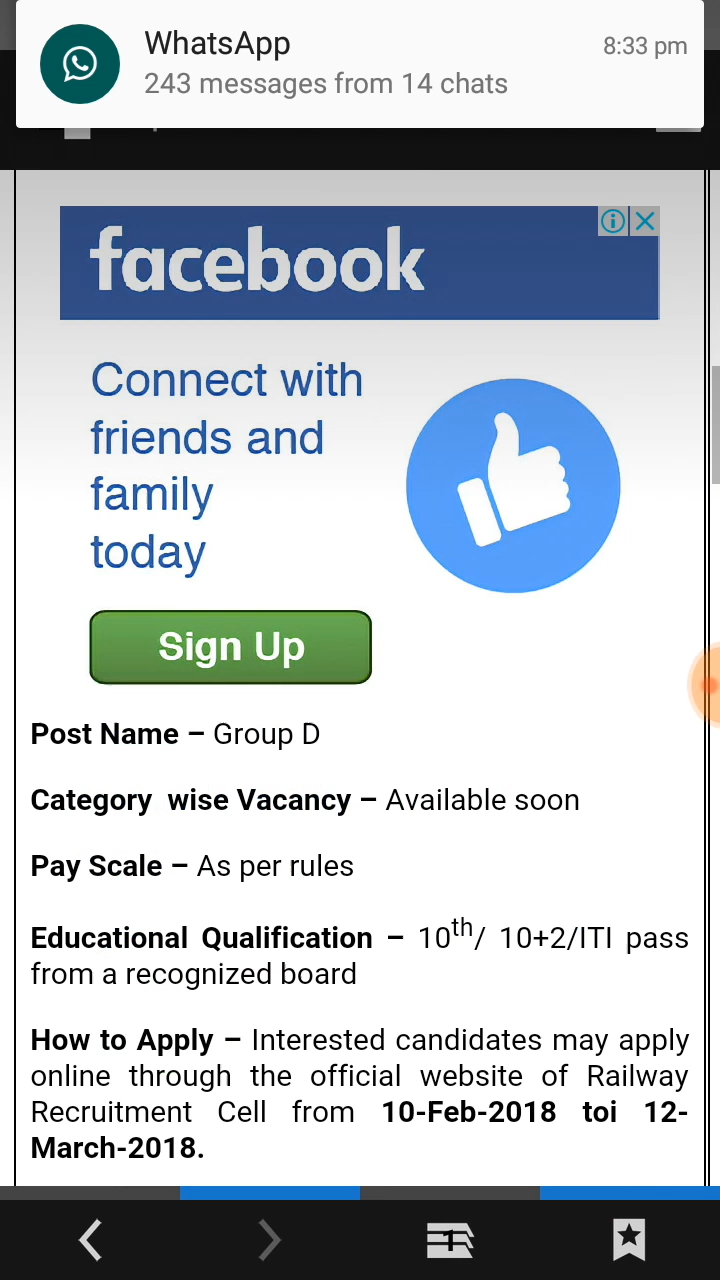 WhatsApp
8:33 pm
243 messages from 14 chats
facebook
Connect with
friends and
family
today
Sign Up
Post Name – Group D
Category wise Vacancy – Available soon
Pay Scale – As per rules
Educational Qualification – 10th/ 10+2/ITI pass
from a recognized board
How to Apply – Interested candidates may apply
online through the official website of Railway
Recruitment Cell from 10-Feb-2018 toi 12-
March-2018.
1